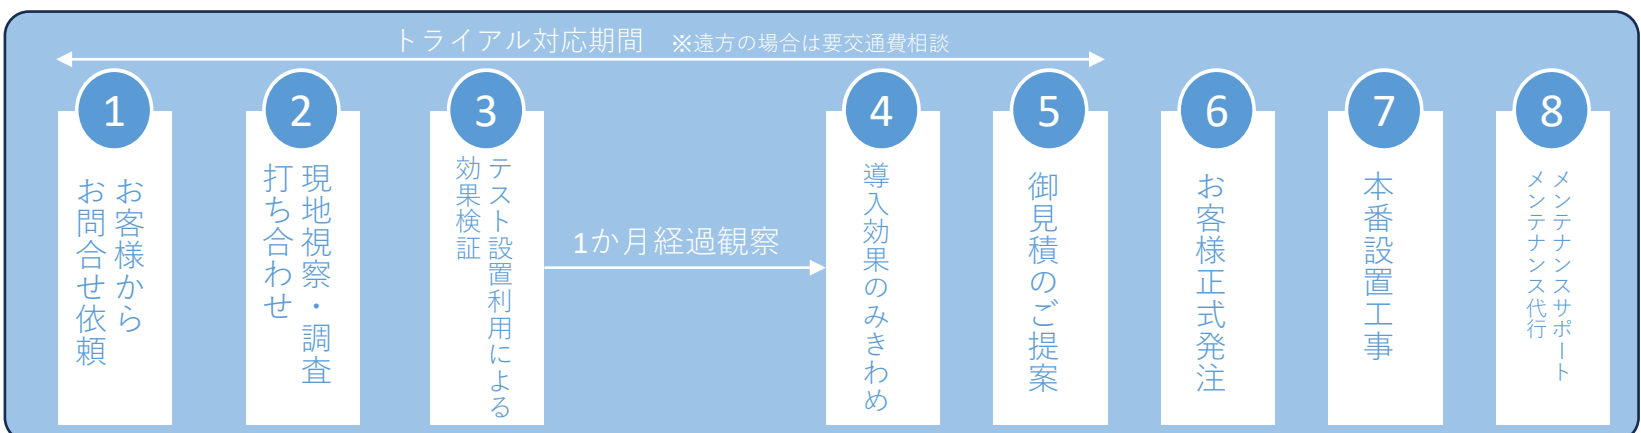 トライアル対応期間 ※遠方の場合は要交通費相談
1
お客様から
お問合せ依頼
2
現地視察・調査
打ち合わせ
3
テスト設置利用による
効果検証
1か月経過観察
4
導入効果のみきわめ
5
御見積のご提案
6
お客様正式発注
7
本番設置工事
8
メンテナンスサポート
メンテナンス代行